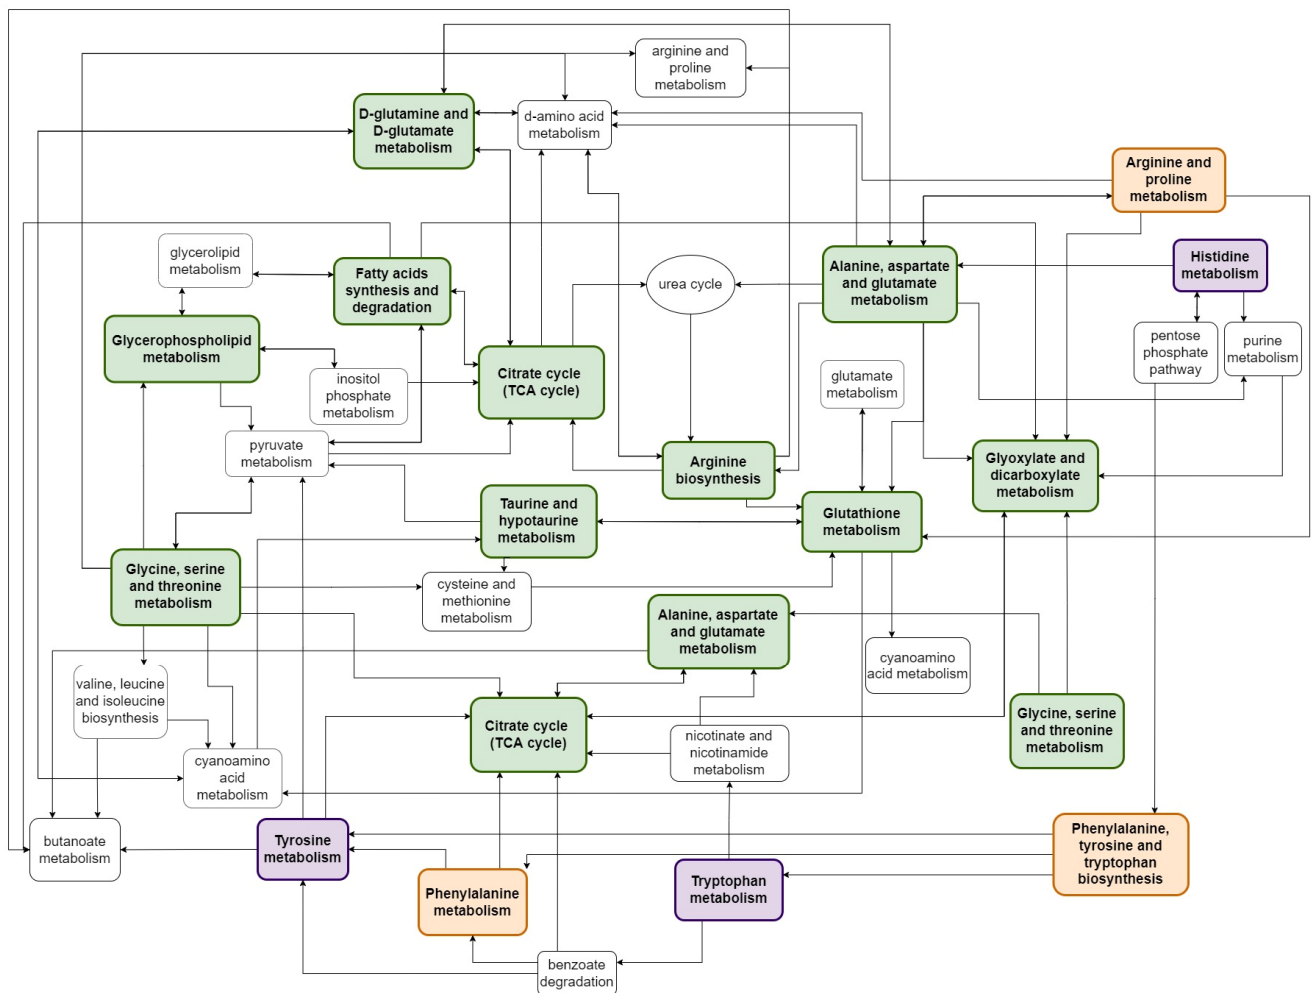 arginine and
proline
metabolism
D-glutamine and
D-glutamate
metabolism
d-amino acid
metabolism
Arginine and
proline
metabolism
glycerolipid
metabolism
Fatty acids
synthesis and
degradation
urea cycle
Alanine, aspartate
and glutamate
metabolism
Histidine
metabolism
Glycerophospholipid
metabolism
inositol
phosphate
metabolism
Citrate cycle
(TCA cycle)
glutamate
metabolism
pentose
phosphate
pathway
purine
metabolism
pyruvate
metabolism
Arginine
biosynthesis
Glyoxylate and
dicarboxylate
metabolism
Taurine and
hypotaurine
metabolism
Glutathione
metabolism
Glycine, serine
and threonine
metabolism
cysteine and
methionine
metabolism
Alanine, aspartate
and glutamate
metabolism
cyanoamino
acid metabolism
valine, leucine
and isoleucine
biosynthesis
Citrate cycle
(TCA cycle)
nicotinate and
nicotinamide
metabolism
Glycine, serine
and threonine
metabolism
cyanoamino
acid
metabolism
butanoate
metabolism
Tyrosine
metabolism
Phenylalanine
metabolism
Tryptophan
metabolism
Phenylalanine,
tyrosine and
tryptophan
biosynthesis
benzoate
degradation